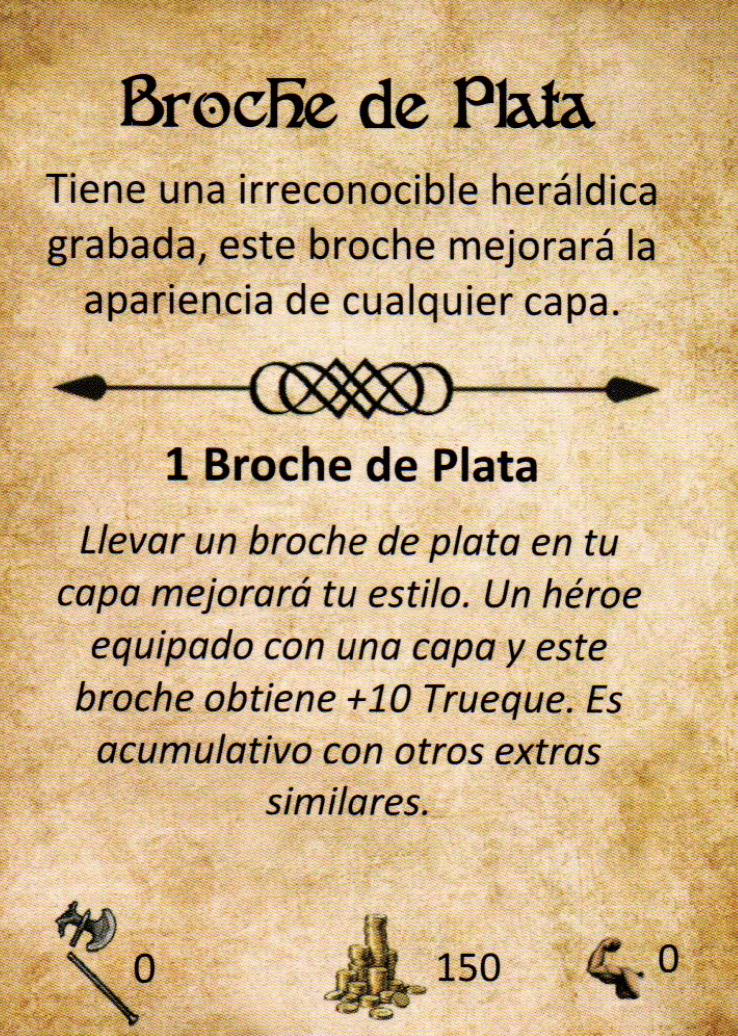 Broche de Plata
Tiene una irreconocible heráldica
grabada, este broche mejorará la
apariencia de cualquier capa.
1 Broche de Plata
Llevar un broche de plata en tu
capa mejorará tu estilo. Un héroe
equipado con una capa y este
broche obtiene +10 Trueque. Es
acumulativo con otros extras
similares.
0 150 0